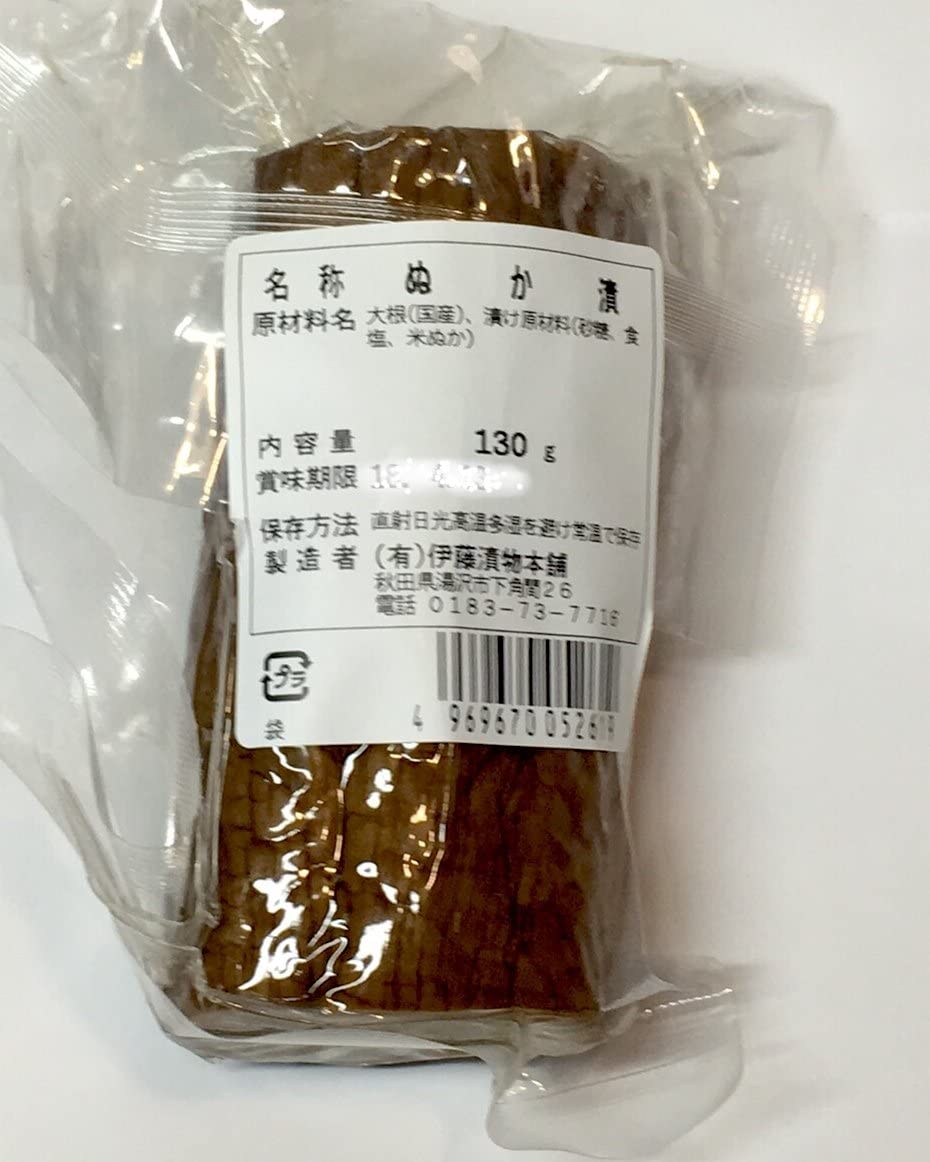 名称 ぬか漬
原材料名 大根(国産)、漬け原材料(砂糖、食
塩、米ぬか)
内容量 130 g
賞味期限
保存方法 直射日光高温多湿を避け常温で保存
製造者 (有)伊藤漬物本舗
秋田県湯沢市下角間26
電話 0183-73-7716
プラ
袋
4 969670 052619